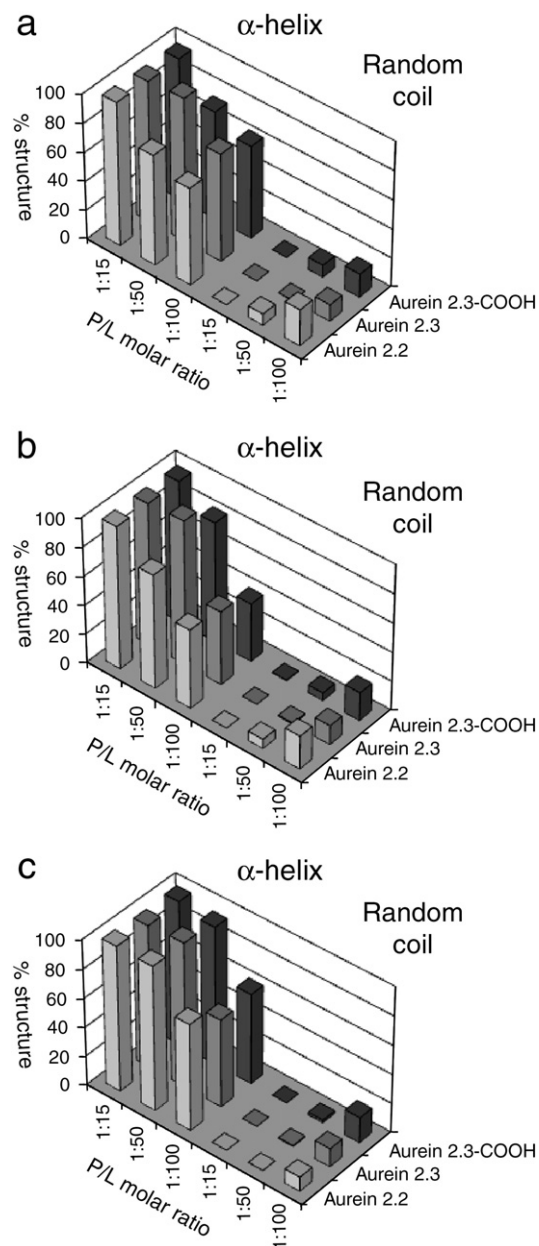 a
α-helix
Random
coil
% structure
100
80
60
40
20
0
1:15
1:50
1:100
1:15
1:50
1:100
P/L molar ratio
Aurein 2.3-COOH
Aurein 2.3
Aurein 2.2
b
α-helix
Random
coil
% structure
100
80
60
40
20
0
1:15
1:50
1:100
1:15
1:50
1:100
P/L molar ratio
Aurein 2.3-COOH
Aurein 2.3
Aurein 2.2
c
α-helix
Random
coil
% structure
100
80
60
40
20
0
1:15
1:50
1:100
1:15
1:50
1:100
P/L molar ratio
Aurein 2.3-COOH
Aurein 2.3
Aurein 2.2